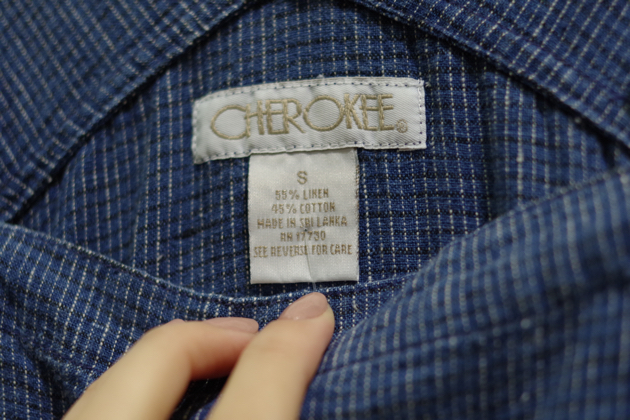 CHEROKEE®
S
55% LINEN
45% COTTON
MADE IN SRI LANKA
RN 17730
SEE REVERSE FOR CARE